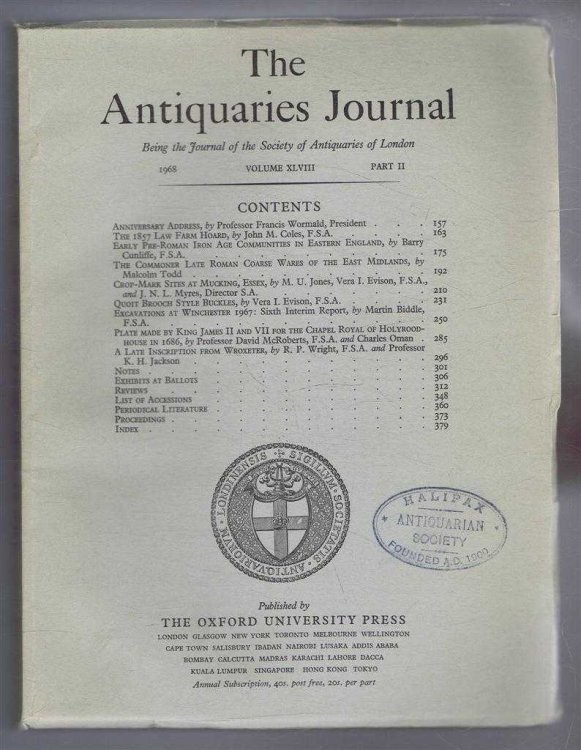 The
Antiquaries Journal
Being the Journal of the Society of Antiquaries of London
1968 VOLUME XLVIII PART II
CONTENTS
ANNIVERSARY ADDRESS, by Professor Francis Wormald, President . . . 157
THE 1857 LAW FARM HOARD, by John M. Coles, F.S.A. . . . . 163
EARLY PRE-ROMAN IRON AGE COMMUNITIES IN EASTERN ENGLAND, by Barry
Cunliffe, F.S.A. . . . . . . . . . . 175
THE COMMONER LATE ROMAN COARSE WARES OF THE EAST MIDLANDS, by
Malcolm Todd . . . . . . . . . . 192
CROP-MARK SITES AT MUCKING, ESSEX, by M. U. Jones, Vera I. Evison, F.S.A.,
and J. N. L. Myres, Director S.A. . . . . . . 210
QUOIT BROOCH STYLE BUCKLES, by Vera I. Evison, F.S.A. . . . . 231
EXCAVATIONS AT WINCHESTER 1967: Sixth Interim Report, by Martin Biddle,
F.S.A. . . . . . . . . . . 250
PLATE MADE BY KING JAMES II AND VII FOR THE CHAPEL ROYAL OF HOLYROOD-
HOUSE IN 1686, by Professor David McRoberts, F.S.A. and Charles Oman . 285
A LATE INSCRIPTION FROM WROXETER, by R. P. Wright, F.S.A. and Professor
K. H. Jackson . . . . . . . . . 296
NOTES . . . . . . . . . . 301
EXHIBITS AT BALLOTS . . . . . . . . 306
REVIEWS . . . . . . . . . . 312
LIST OF ACCESSIONS . . . . . . . . 348
PERIODICAL LITERATURE . . . . . . . . 360
PROCEEDINGS . . . . . . . . . . 373
INDEX . . . . . . . . . . 379
SIGILLVM · SOCIETATIS · ANTIQVARIORVM · LONDINENSIS
HALIFAX
ANTIQUARIAN
SOCIETY
FOUNDED A.D. 1900
Published by
THE OXFORD UNIVERSITY PRESS
LONDON GLASGOW NEW YORK TORONTO MELBOURNE WELLINGTON
CAPE TOWN SALISBURY IBADAN NAIROBI LUSAKA ADDIS ABABA
BOMBAY CALCUTTA MADRAS KARACHI LAHORE DACCA
KUALA LUMPUR SINGAPORE HONG KONG TOKYO
Annual Subscription, 40s. post free, 20s. per part